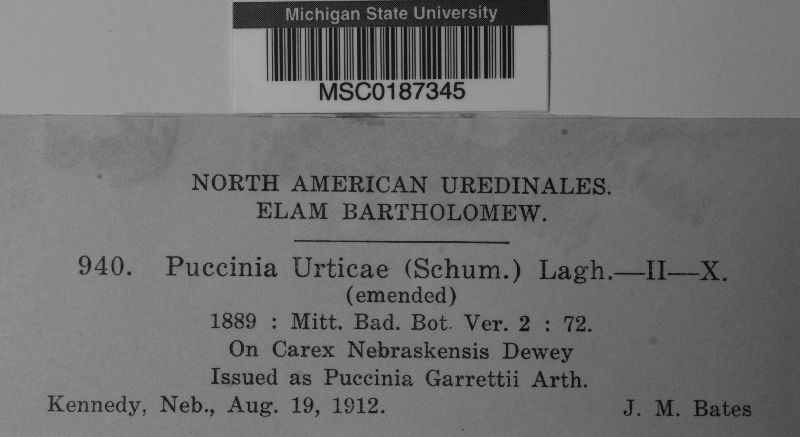 Michigan State University
MSC0187345
NORTH AMERICAN UREDINALES.
ELAM BARTHOLOMEW.
940. Puccinia Urticae (Schum.) Lagh.—II—X.
(emended)
1889 : Mitt. Bad. Bot. Ver. 2 : 72.
On Carex Nebraskensis Dewey
Issued as Puccinia Garrettii Arth.
Kennedy, Neb., Aug. 19, 1912. J. M. Bates